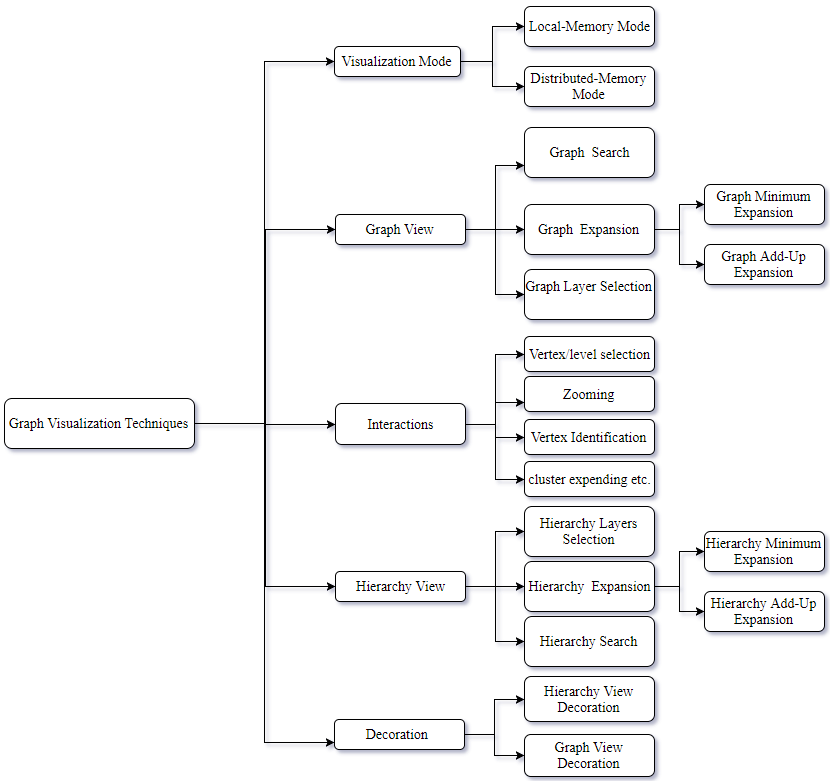 Local-Memory Mode
Visualization Mode
Distributed-Memory
Mode
Graph  Search
Graph Minimum
Expansion
Graph View
Graph  Expansion
Graph Add-Up
Expansion
Graph Layer Selection
Vertex/level selection
Zooming
Graph Visualization Techniques
Interactions
Vertex Identification
cluster expending etc.
Hierarchy Layers
Selection
Hierarchy Minimum
Expansion
Hierarchy View
Hierarchy  Expansion
Hierarchy Add-Up
Expansion
Hierarchy Search
Hierarchy View
Decoration
Decoration
Graph View
Decoration